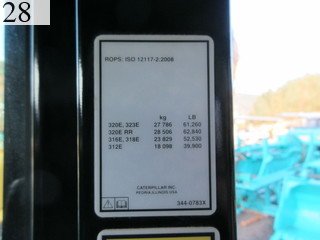 28
ROPS: ISO 12117-2:2008
kg LB
320E, 323E 27 786 61,260
320E RR 28 506 62,840
316E, 318E 23 829 52,530
312E 18 098 39,900
CATERPILLAR INC.
PEORIA ILLINOIS USA
344-0783X